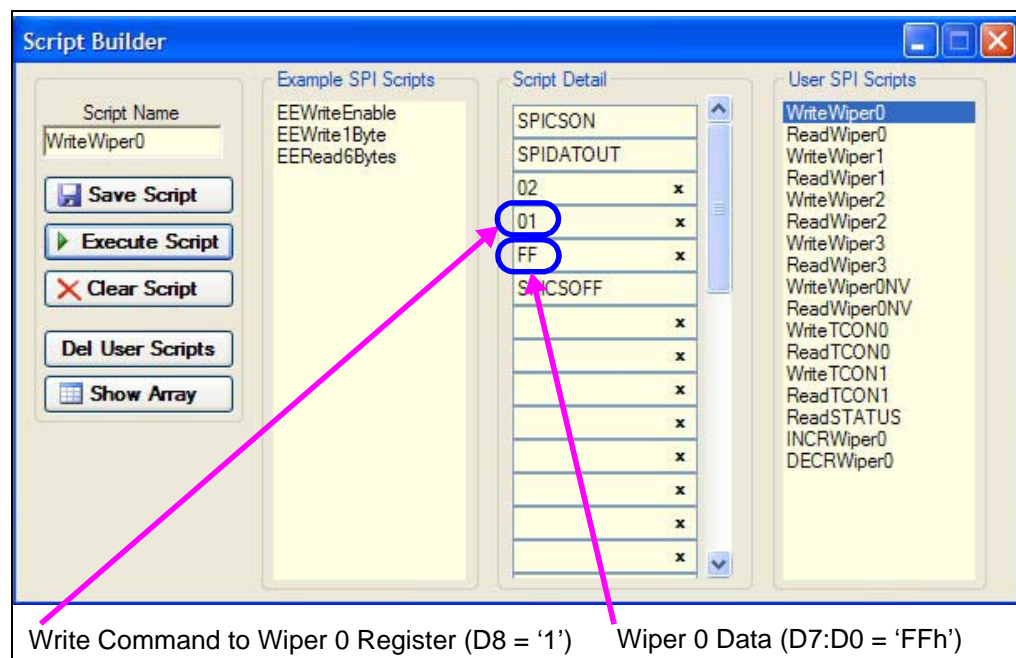 Script Builder
Script Name
WriteWiper0
Save Script
Execute Script
Clear Script
Del User Scripts
Show Array
Example SPI Scripts
EEWriteEnable
EEWrite1Byte
EERead6Bytes
Script Detail
SPICSON
SPIDATOUT
02 x
01 x
FF x
SPICSOFF
x
x
x
x
x
x
x
x
User SPI Scripts
WriteWiper0
ReadWiper0
WriteWiper1
ReadWiper1
WriteWiper2
ReadWiper2
WriteWiper3
ReadWiper3
WriteWiper0NV
ReadWiper0NV
WriteTCON0
ReadTCON0
WriteTCON1
ReadTCON1
ReadSTATUS
INCRWiper0
DECRWiper0
Write Command to Wiper 0 Register (D8 = ‘1’)
Wiper 0 Data (D7:D0 = ‘FFh’)